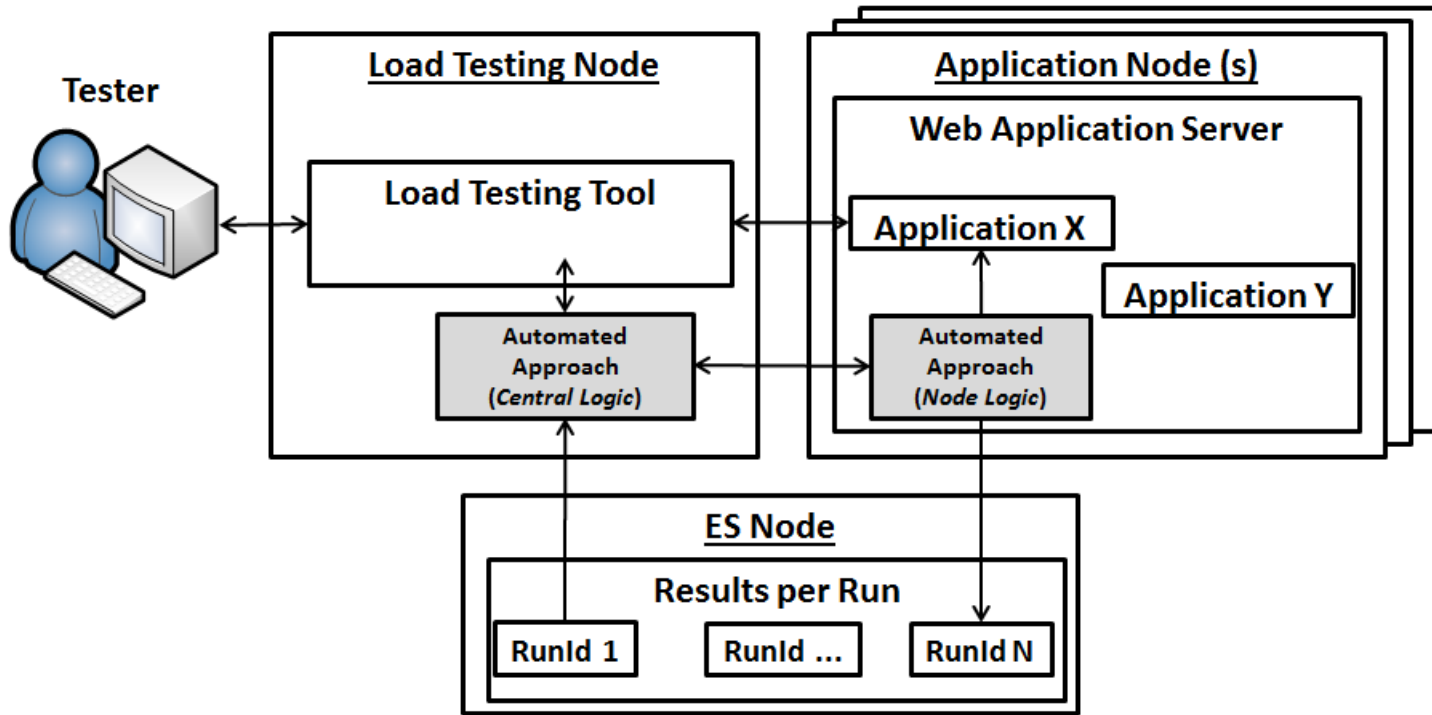 Tester
Load Testing Node
Load Testing Tool
Automated
Approach
(Central Logic)
Application Node (s)
Web Application Server
Application X
Application Y
Automated
Approach
(Node Logic)
ES Node
Results per Run
RunId 1
RunId ...
RunId N